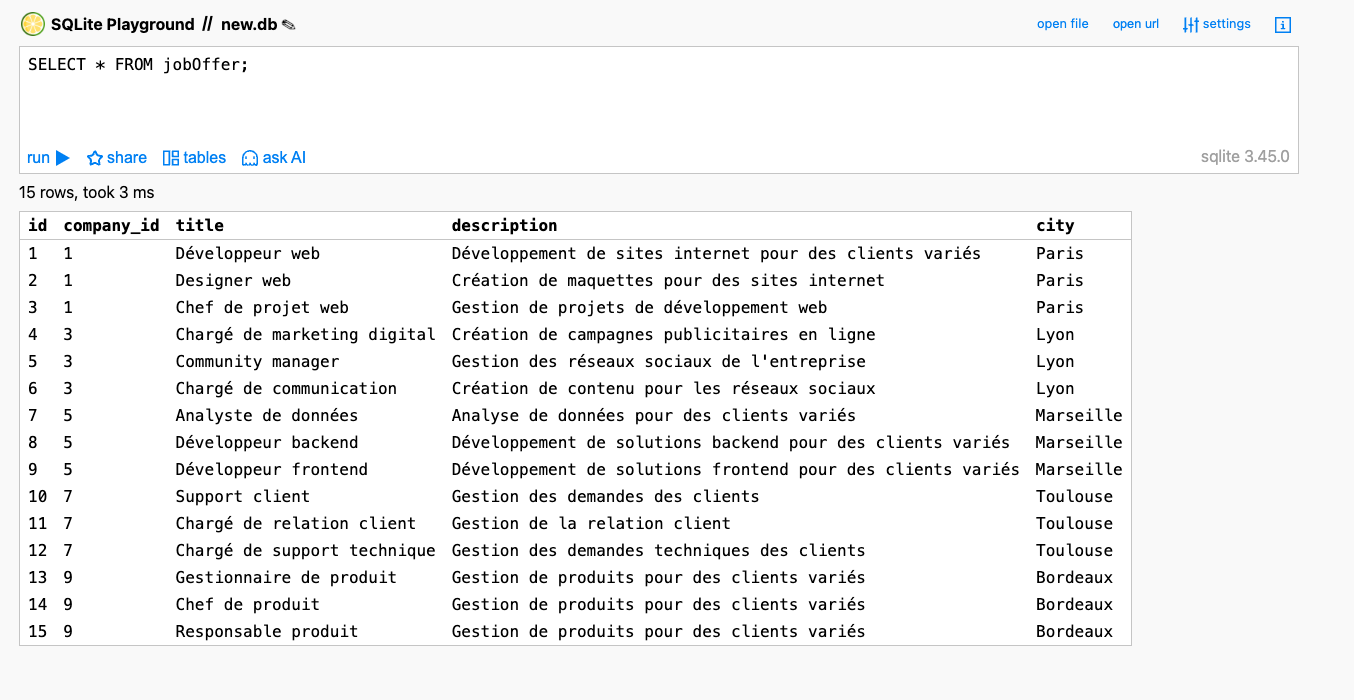 SQLite Playground // new.db ✎ open file open url settings
SELECT * FROM jobOffer;
run share tables ask AI sqlite 3.45.0
15 rows, took 3 ms
id company_id title description city
1 1 Développeur web Développement de sites internet pour des clients variés Paris
2 1 Designer web Création de maquettes pour des sites internet Paris
3 1 Chef de projet web Gestion de projets de développement web Paris
4 3 Chargé de marketing digital Création de campagnes publicitaires en ligne Lyon
5 3 Community manager Gestion des réseaux sociaux de l'entreprise Lyon
6 3 Chargé de communication Création de contenu pour les réseaux sociaux Lyon
7 5 Analyste de données Analyse de données pour des clients variés Marseille
8 5 Développeur backend Développement de solutions backend pour des clients variés Marseille
9 5 Développeur frontend Développement de solutions frontend pour des clients variés Marseille
10 7 Support client Gestion des demandes des clients Toulouse
11 7 Chargé de relation client Gestion de la relation client Toulouse
12 7 Chargé de support technique Gestion des demandes techniques des clients Toulouse
13 9 Gestionnaire de produit Gestion de produits pour des clients variés Bordeaux
14 9 Chef de produit Gestion de produits pour des clients variés Bordeaux
15 9 Responsable produit Gestion de produits pour des clients variés Bordeaux